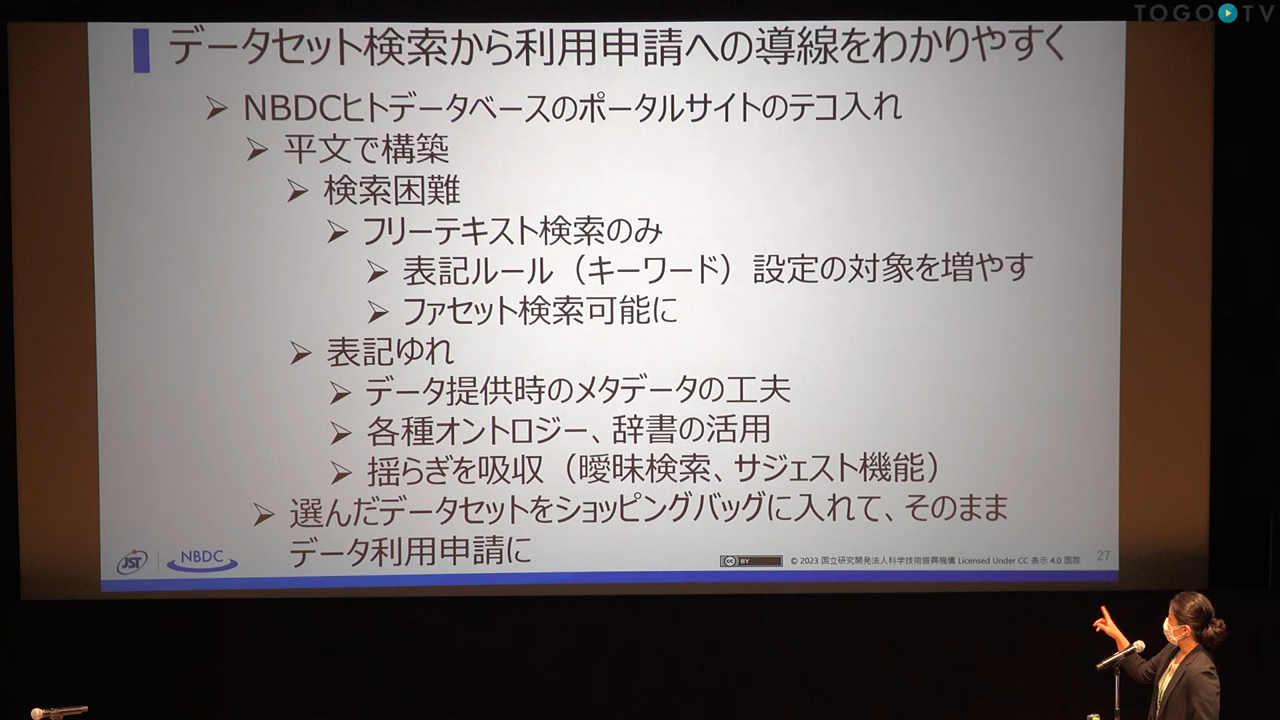 TOGO TV
データセット検索から利用申請への導線をわかりやすく
NBDCヒトデータベースのポータルサイトのテコ入れ
平文で構築
検索困難
フリーテキスト検索のみ
表記ルール（キーワード）設定の対象を増やす
ファセット検索可能に
表記ゆれ
データ提供時のメタデータの工夫
各種オントロジー、辞書の活用
揺らぎを吸収（曖昧検索、サジェスト機能）
選んだデータセットをショッピングバッグに入れて、そのまま
データ利用申請に
JST NBDC
cc BY © 2023 国立研究開発法人科学技術振興機構 Licensed Under CC 表示 4.0 国際
27